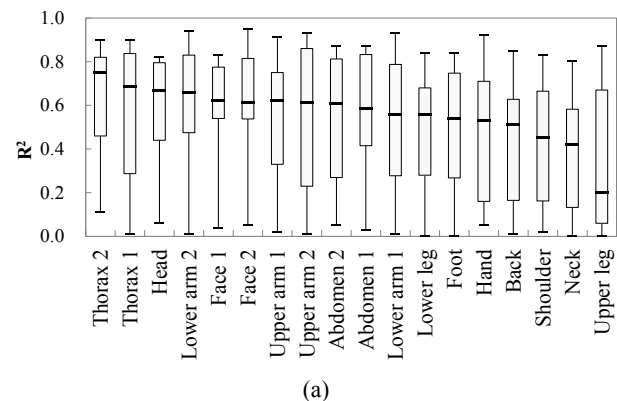 1.0
0.8
0.6
0.4
0.2
0.0
R²
Thorax 2
Thorax 1
Head
Lower arm 2
Face 1
Face 2
Upper arm 1
Upper arm 2
Abdomen 2
Abdomen 1
Lower arm 1
Lower leg
Foot
Hand
Back
Shoulder
Neck
Upper leg
(a)